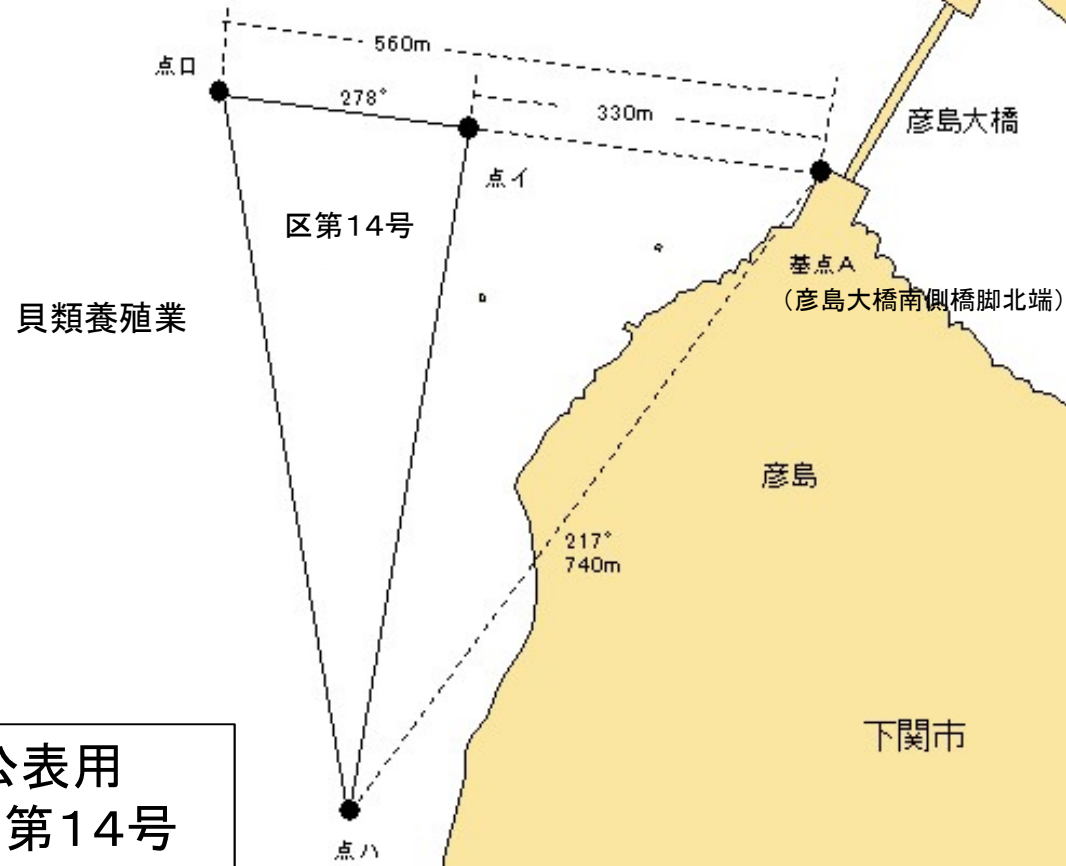 560m
点ロ
278°
330m
彦島大橋
点イ
区第14号
基点A
(彦島大橋南側橋脚北端)
貝類養殖業
彦島
217°
740m
下関市
公表用
第14号
点ハ